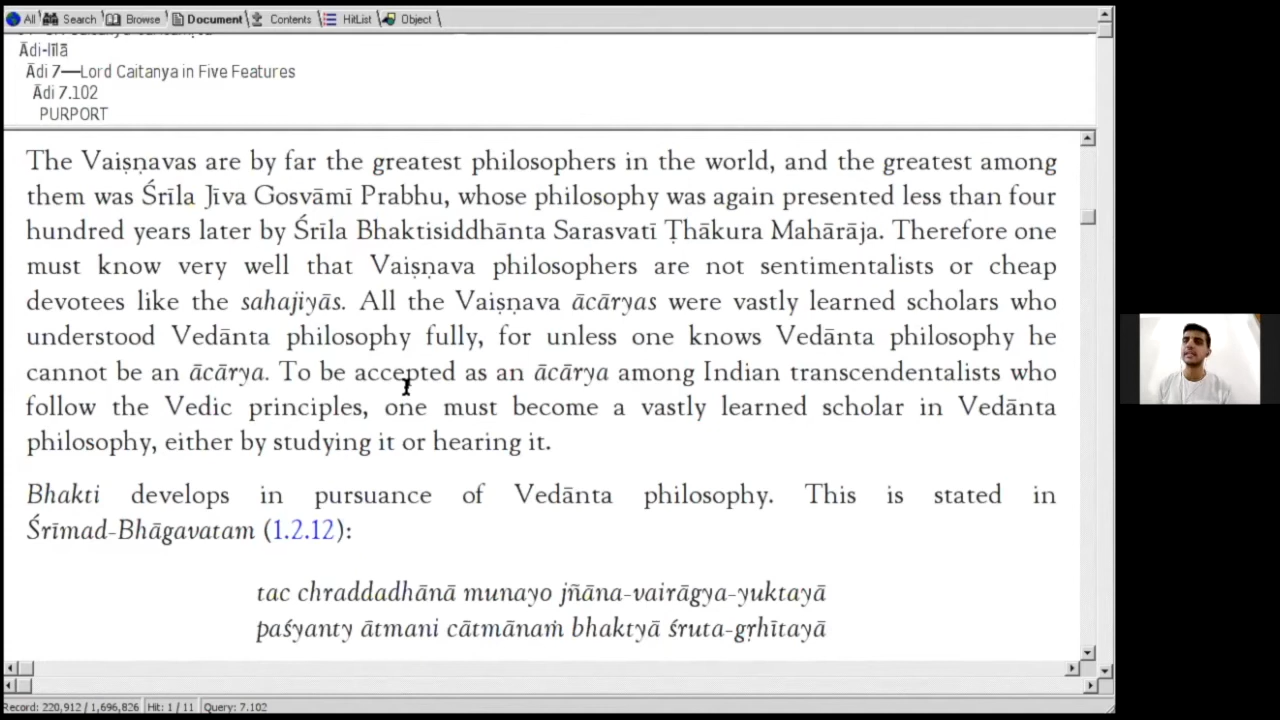 All Search Browse Document Contents HitList Object
Ādi-līlā
Ādi 7—Lord Caitanya in Five Features
Ādi 7.102
PURPORT
The Vaiṣṇavas are by far the greatest philosophers in the world, and the greatest among
them was Śrīla Jīva Gosvāmī Prabhu, whose philosophy was again presented less than four
hundred years later by Śrīla Bhaktisiddhānta Sarasvatī Ṭhākura Mahārāja. Therefore one
must know very well that Vaiṣṇava philosophers are not sentimentalists or cheap
devotees like the sahajiyās. All the Vaiṣṇava ācāryas were vastly learned scholars who
understood Vedānta philosophy fully, for unless one knows Vedānta philosophy he
cannot be an ācārya. To be accepted as an ācārya among Indian transcendentalists who
follow the Vedic principles, one must become a vastly learned scholar in Vedānta
philosophy, either by studying it or hearing it.
Bhakti develops in pursuance of Vedānta philosophy. This is stated in
Śrīmad-Bhāgavatam (1.2.12):
tac chraddadhānā munayo jñāna-vairāgya-yuktayā
paśyanty ātmani cātmānaṁ bhaktyā śruta-gṛhītayā
Record: 220,912 / 1,696,826 Hit: 1 / 11 Query: 7.102